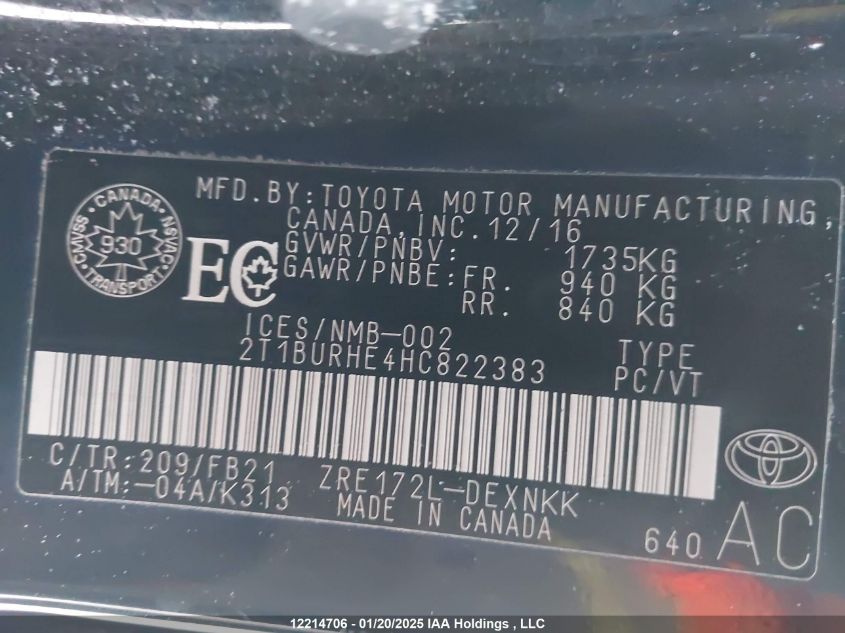 MFD.BY:TOYOTA MOTOR MANUFACTURING,
CANADA,INC.12/16
GVWR/PNBV: 1735KG
GAWR/PNBE:FR. 940 KG
RR. 840 KG
CANADA
930
TRANSPORT
CMVSS
NSVAC
EC
ICES/NMB-002
2T1BURHE4HC822383
TYPE
PC/VT
C/TR:209/FB21
A/TM:-04A/K313
ZRE172L-DEXNKK
MADE IN CANADA
640
AC
12214706 - 01/20/2025 IAA Holdings , LLC